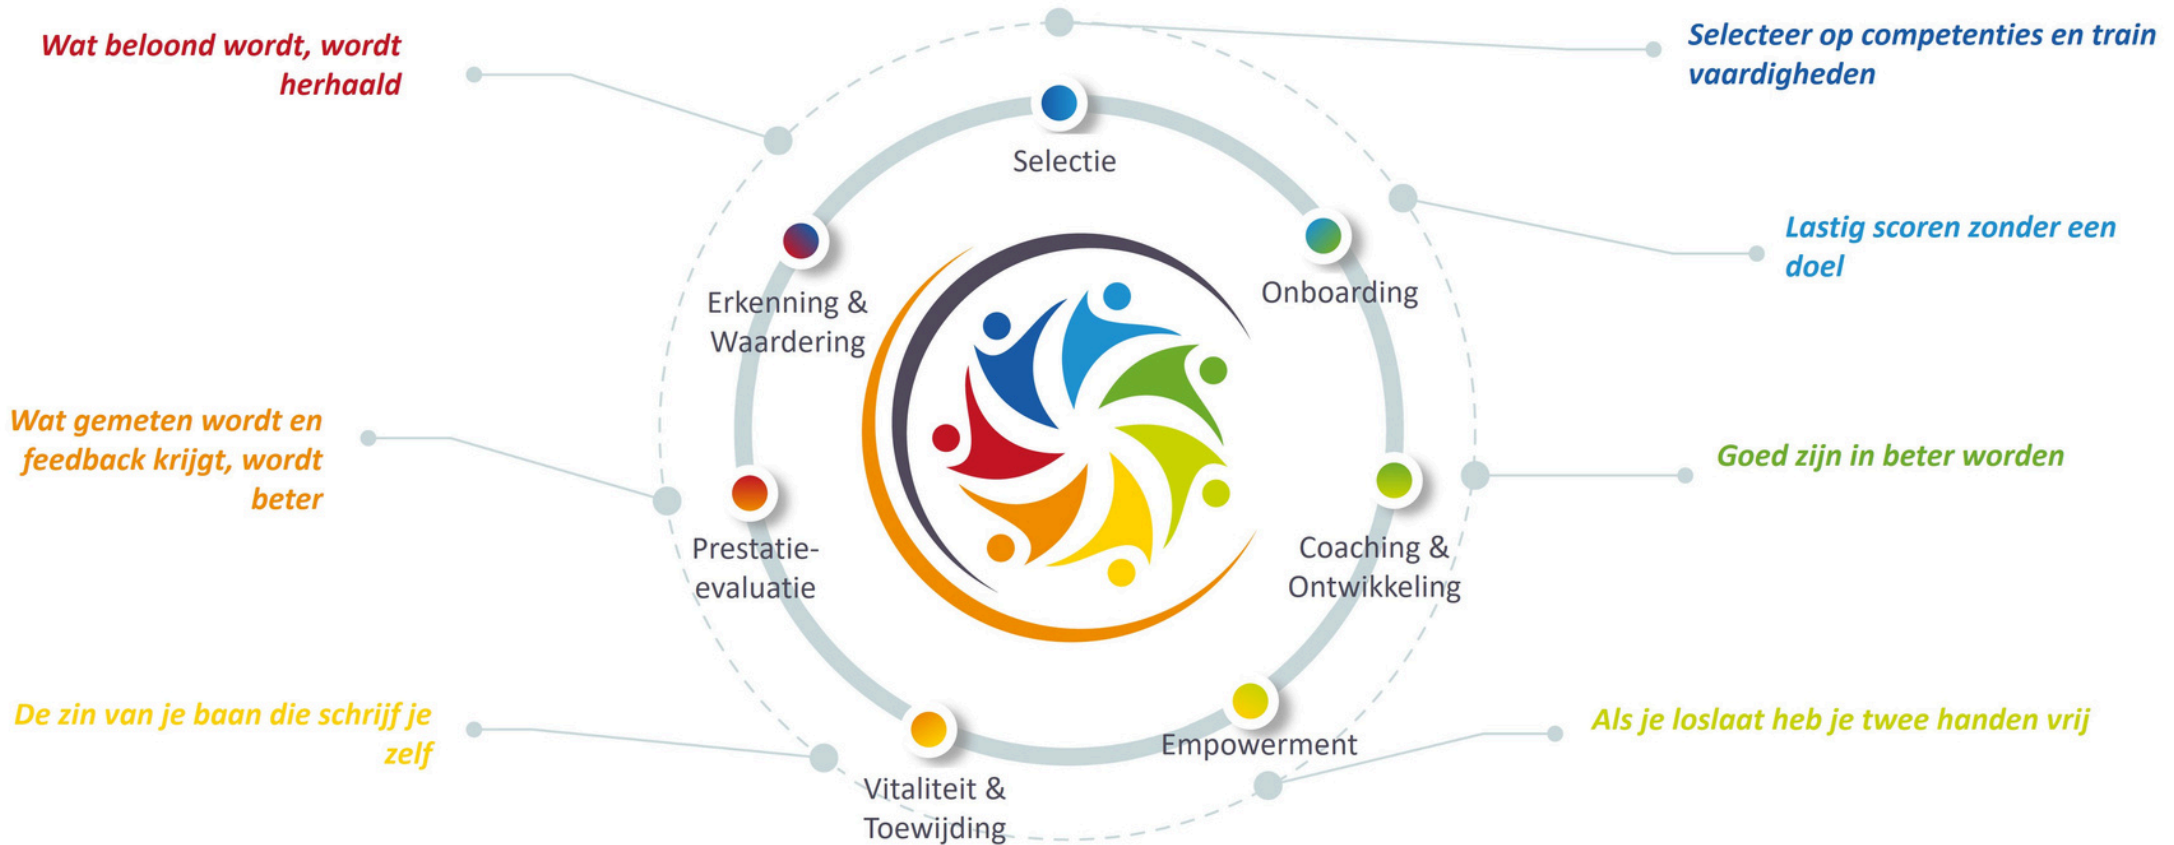 Wat beloond wordt, wordt
herhaald
Selecteer op competenties en train
vaardigheden
Selectie
Lastig scoren zonder een
doel
Onboarding
Erkenning &
Waardering
Wat gemeten wordt en
feedback krijgt, wordt
beter
Goed zijn in beter worden
Prestatie-
evaluatie
Coaching &
Ontwikkeling
De zin van je baan die schrijf je
zelf
Als je loslaat heb je twee handen vrij
Empowerment
Vitaliteit &
Toewijding